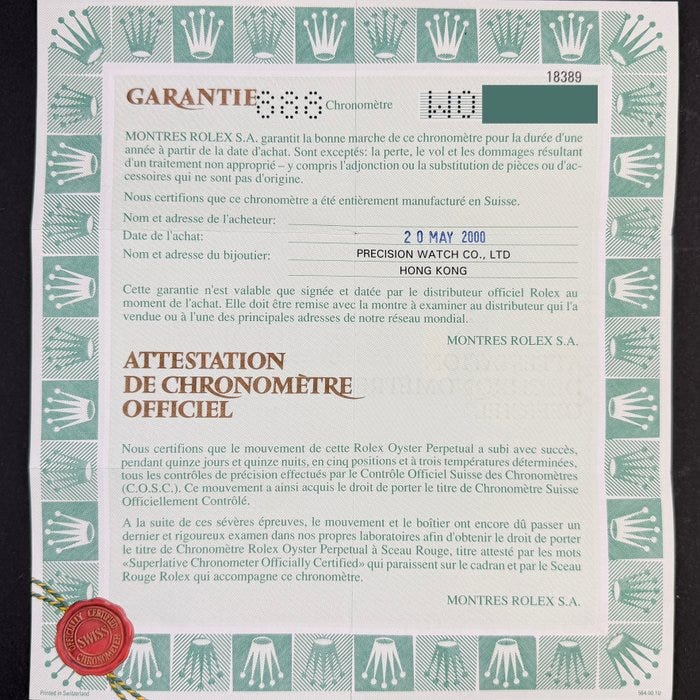 18389
GARANTIE 888 Chronomètre W0
MONTRES ROLEX S.A. garantit la bonne marche de ce chronomètre pour la durée d'une
année à partir de la date d'achat. Sont exceptés: la perte, le vol et les dommages résultant
d'un traitement non approprié – y compris l'adjonction ou la substitution de pièces ou d'ac-
cessoires qui ne sont pas d'origine.
Nous certifions que ce chronomètre a été entièrement manufacturé en Suisse.
Nom et adresse de l'acheteur:
Date de l'achat: 20 MAY 2000
Nom et adresse du bijoutier: PRECISION WATCH CO., LTD
HONG KONG
Cette garantie n'est valable que signée et datée par le distributeur officiel Rolex au
moment de l'achat. Elle doit être remise avec la montre à examiner au distributeur qui l'a
vendue ou à l'une des principales adresses de notre réseau mondial.
MONTRES ROLEX S.A.
ATTESTATION
DE CHRONOMÈTRE
OFFICIEL
Nous certifions que le mouvement de cette Rolex Oyster Perpetual a subi avec succès,
pendant quinze jours et quinze nuits, en cinq positions et à trois températures déterminées,
tous les contrôles de précision effectués par le Contrôle Officiel Suisse des Chronomètres
(C.O.S.C.). Ce mouvement a ainsi acquis le droit de porter le titre de Chronomètre Suisse
Officiellement Contrôlé.
A la suite de ces sévères épreuves, le mouvement et le boîtier ont encore dû passer un
dernier et rigoureux examen dans nos propres laboratoires afin d'obtenir le droit de porter
le titre de Chronomètre Rolex Oyster Perpetual à Sceau Rouge, titre attesté par les mots
«Superlative Chronometer Officially Certified» qui paraissent sur le cadran et par le Sceau
Rouge Rolex qui accompagne ce chronomètre.
MONTRES ROLEX S.A.
OFFICIALLY CERTIFIED
SWISS
CHRONOMETER
Printed in Switzerland